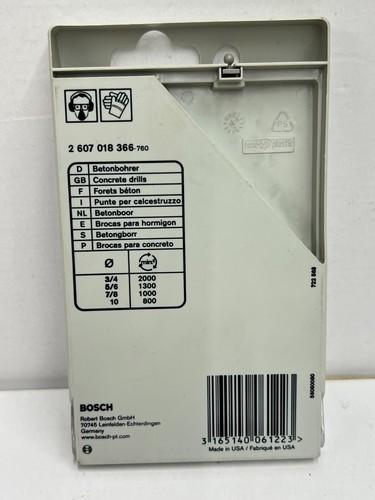 2 607 018 366-760
D Betonbohrer
GB Concrete drills
F Forets béton
I Punte per calcestruzzo
NL Betonboor
E Brocas para hormigon
S Betongborr
P Brocas para concreto
Ø min⁻¹
3/4 2000
5/6 1300
7/8 1000
10 800
PS
rose plastic
722 068
BOSCH
Robert Bosch GmbH
70745 Leinfelden-Echterdingen
Germany
www.bosch-pt.com
3 165140 061223 >
Made in USA / Fabriqué en USA